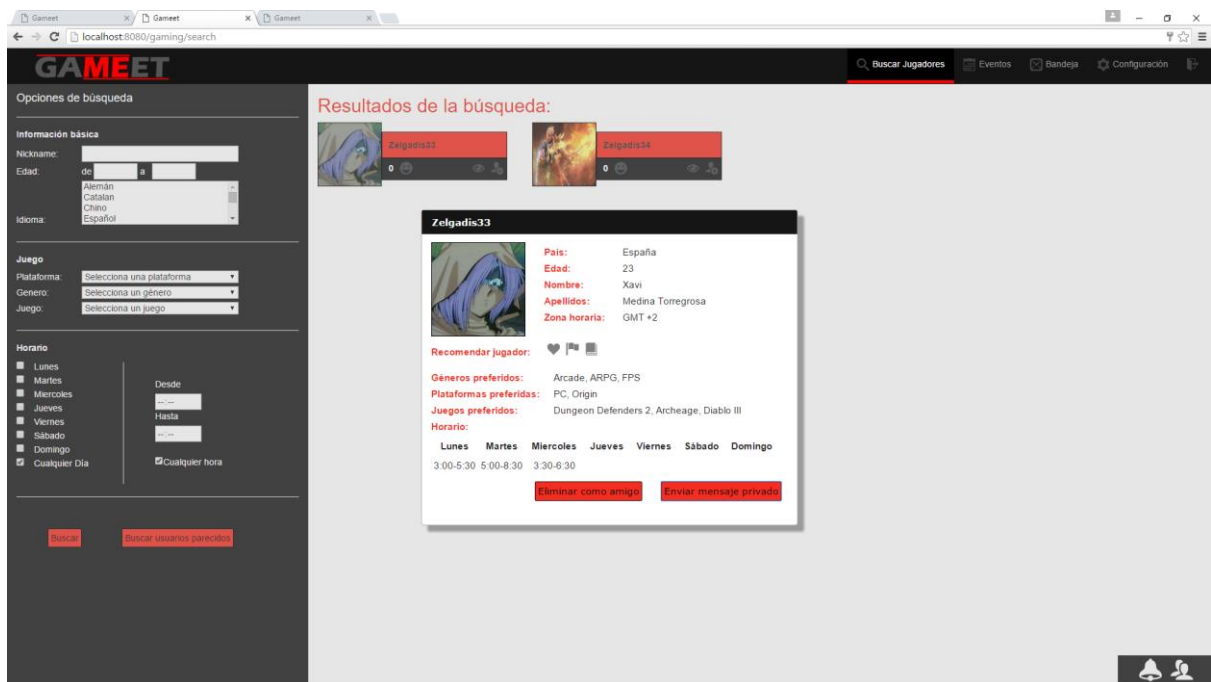 Gameet
Gameet
Gameet
localhost:8080/gaming/search
GAMEET
Buscar Jugadores
Eventos
Bandeja
Configuración
Opciones de búsqueda
Información básica
Nickname:
Edad: de a
Alemán
Catalan
Chino
Español
Idioma:
Juego
Plataforma: Selecciona una plataforma
Genero: Selecciona un género
Juego: Selecciona un juego
Horario
Lunes
Martes
Miercoles
Jueves
Viernes
Sábado
Domingo
Cualquier Día
Desde
--:--
Hasta
--:--
Cualquier hora
Buscar
Buscar usuarios parecidos
Resultados de la búsqueda:
Zelgadis33
0
Zelgadis34
0
Zelgadis33
Pais: España
Edad: 23
Nombre: Xavi
Apellidos: Medina Torregrosa
Zona horaria: GMT +2
Recomendar jugador:
Géneros preferidos: Arcade, ARPG, FPS
Plataformas preferidas: PC, Origin
Juegos preferidos: Dungeon Defenders 2, Archeage, Diablo III
Horario:
Lunes Martes Miercoles Jueves Viernes Sábado Domingo
3:00-5:30 5:00-8:30 3:30-6:30
Eliminar como amigo
Enviar mensaje privado